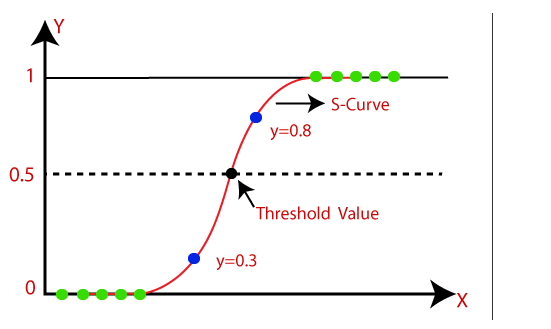 Y
1
S-Curve
y=0.8
0.5
Threshold Value
y=0.3
0
X